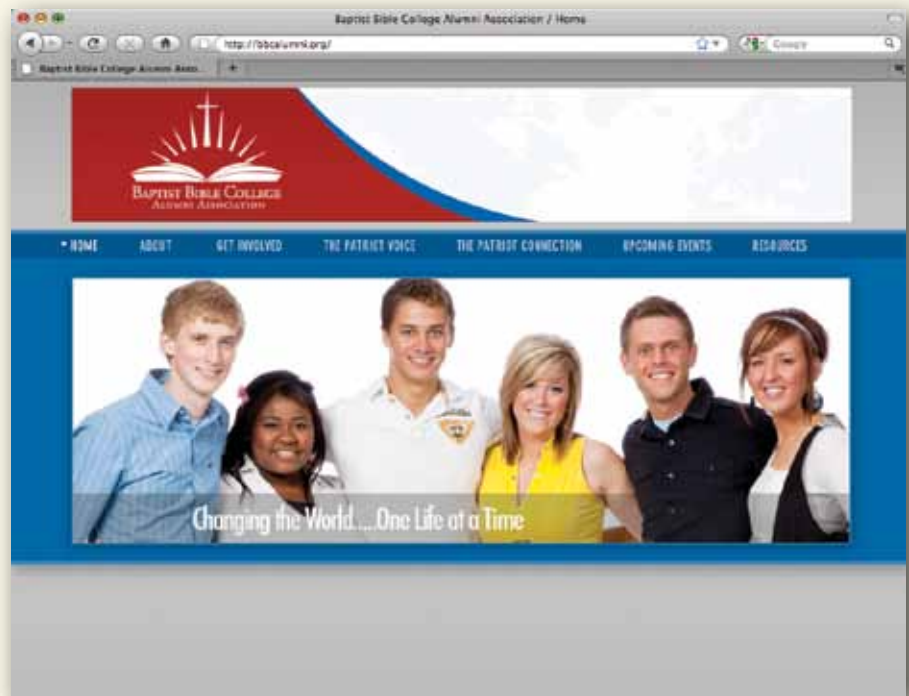 Baptist Bible College Alumni Association / Home
http://bbcalumni.org/
Google
Baptist Bible College Alumni Asso...
BAPTIST BIBLE COLLEGE
ALUMNI ASSOCIATION
HOME ABOUT GET INVOLVED THE PATRIOT VOICE THE PATRIOT CONNECTION UPCOMING EVENTS RESOURCES
Changing the World.....One Life at a Time